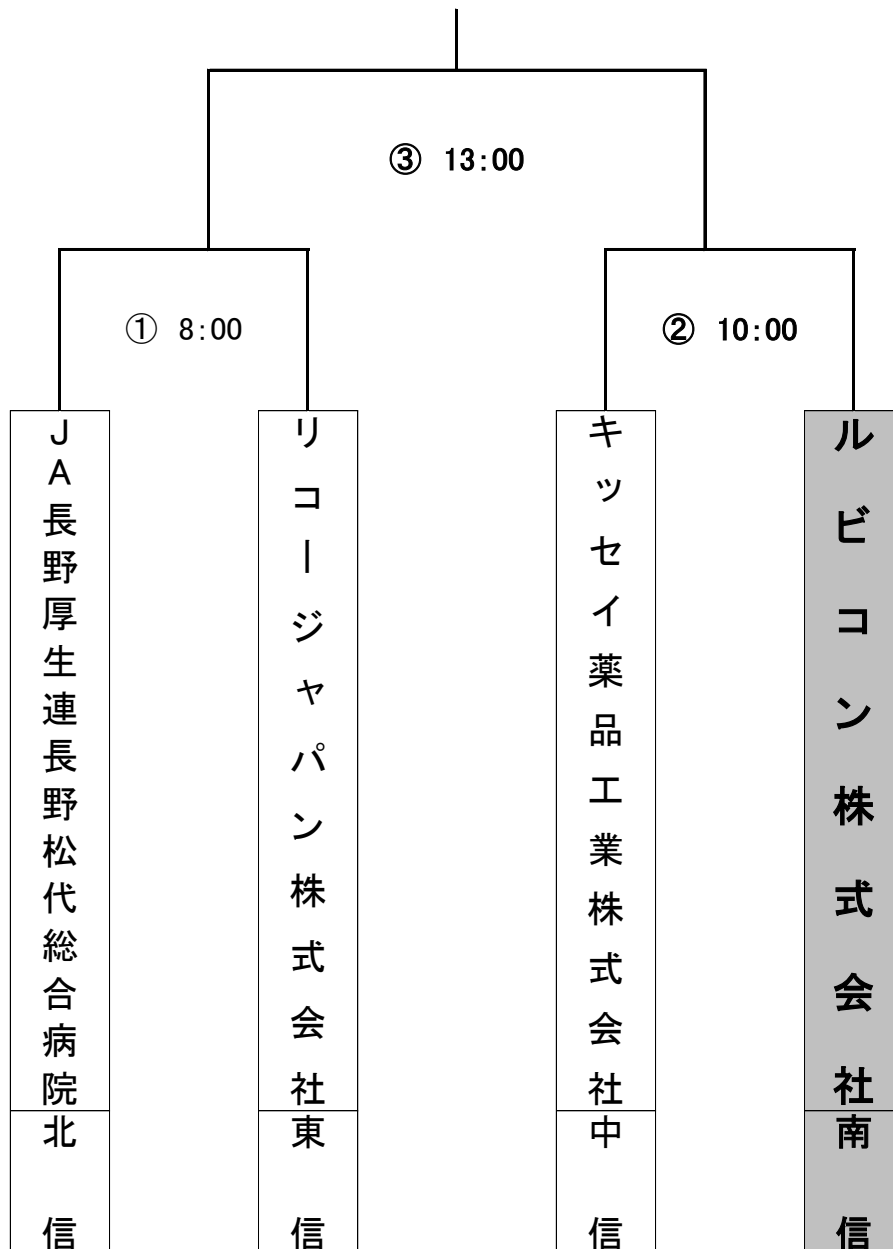 ③ 13:00
① 8:00
② 10:00
JA長野厚生連長野松代総合病院
北信
リコージャパン株式会社
東信
キッセイ薬品工業株式会社
中信
ルビコン株式会社
南信